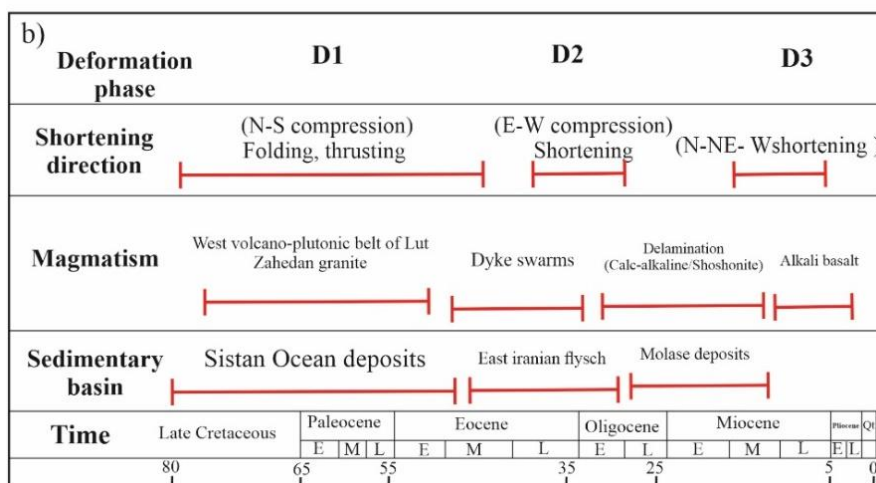 b)
Deformation
phase
D1
D2
D3
Shortening
direction
(N-S compression)
Folding, thrusting
(E-W compression)
Shortening
(N-NE- Wshortening )
Magmatism
West volcano-plutonic belt of Lut
Zahedan granite
Dyke swarms
Delamination
(Calc-alkaline/Shoshonite)
Alkali basalt
Sedimentary
basin
Sistan Ocean deposits
East iranian flysch
Molase deposits
Time
Late Cretaceous
Paleocene
Eocene
Oligocene
Miocene
Pliocene
Qt
E M L E M L E L E M L E L
80 65 55 35 25 5 0